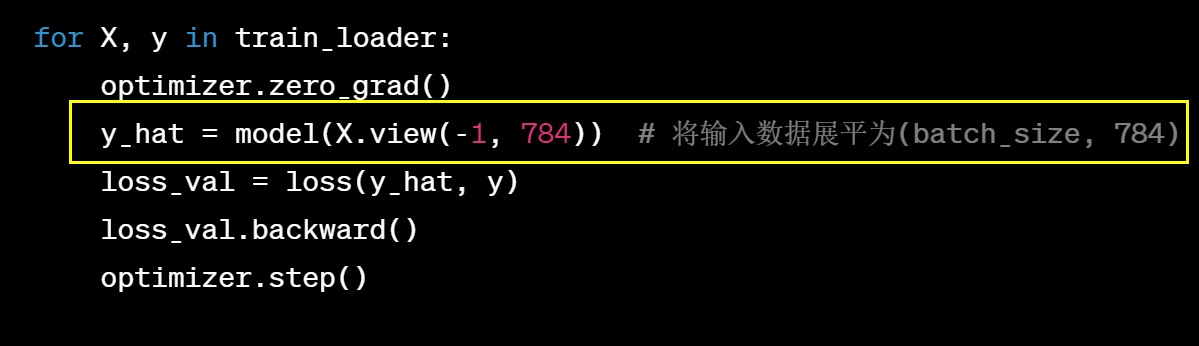 for X, y in train_loader:
    optimizer.zero_grad()
    y_hat = model(X.view(-1, 784))  # 将输入数据展平为(batch_size, 784)
    loss_val = loss(y_hat, y)
    loss_val.backward()
    optimizer.step()